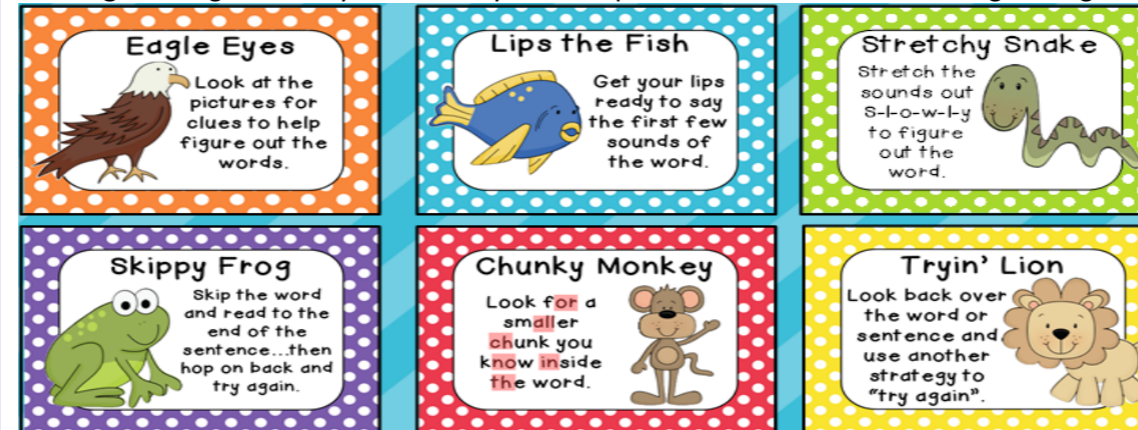 Eagle Eyes
Look at the
pictures for
clues to help
figure out the
words.
Lips the Fish
Get your lips
ready to say
the first few
sounds of
the word.
Stretchy Snake
Stretch the
sounds out
S-l-o-w-l-y
to figure
out the
word.
Skippy Frog
Skip the word
and read to the
end of the
sentence...then
hop on back and
try again.
Chunky Monkey
Look for a
smaller
chunk you
know inside
the word.
Tryin' Lion
Look back over
the word or
sentence and
use another
strategy to
"try again".